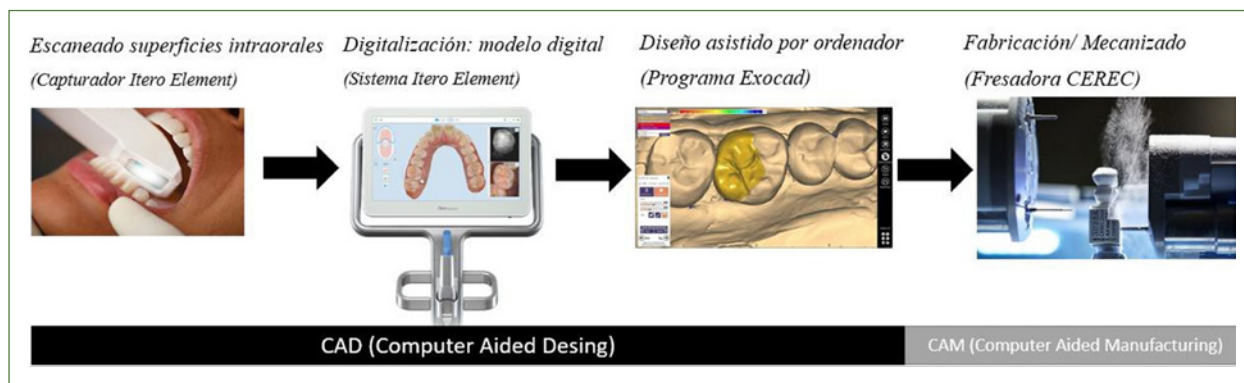 Escaneado superficies intraorales
(Capturador Itero Element)
Digitalización: modelo digital
(Sistema Itero Element)
Diseño asistido por ordenador
(Programa Exocad)
Fabricación/ Mecanizado
(Fresadora CEREC)
CAD (Computer Aided Desing)
CAM (Computer Aided Manufacturing)